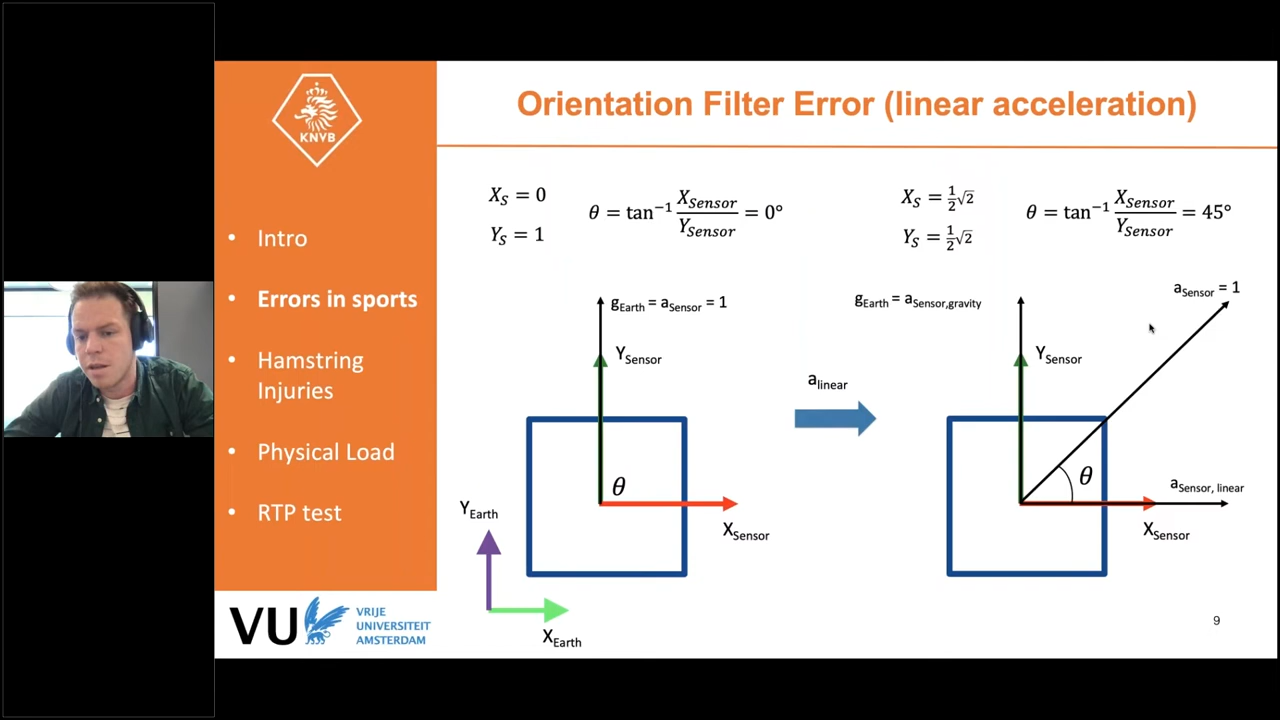 KNVB
Orientation Filter Error (linear acceleration)
• Intro
• Errors in sports
• Hamstring
Injuries
• Physical Load
• RTP test
VU VRIJE
UNIVERSITEIT
AMSTERDAM
X_S = 0
Y_S = 1
θ = tan⁻¹ X_Sensor / Y_Sensor = 0°
X_S = ½√2
Y_S = ½√2
θ = tan⁻¹ X_Sensor / Y_Sensor = 45°
g_Earth = a_Sensor = 1
Y_Sensor
θ
X_Sensor
Y_Earth
X_Earth
a_linear
g_Earth = a_Sensor,gravity
a_Sensor = 1
Y_Sensor
θ
a_Sensor, linear
X_Sensor
9